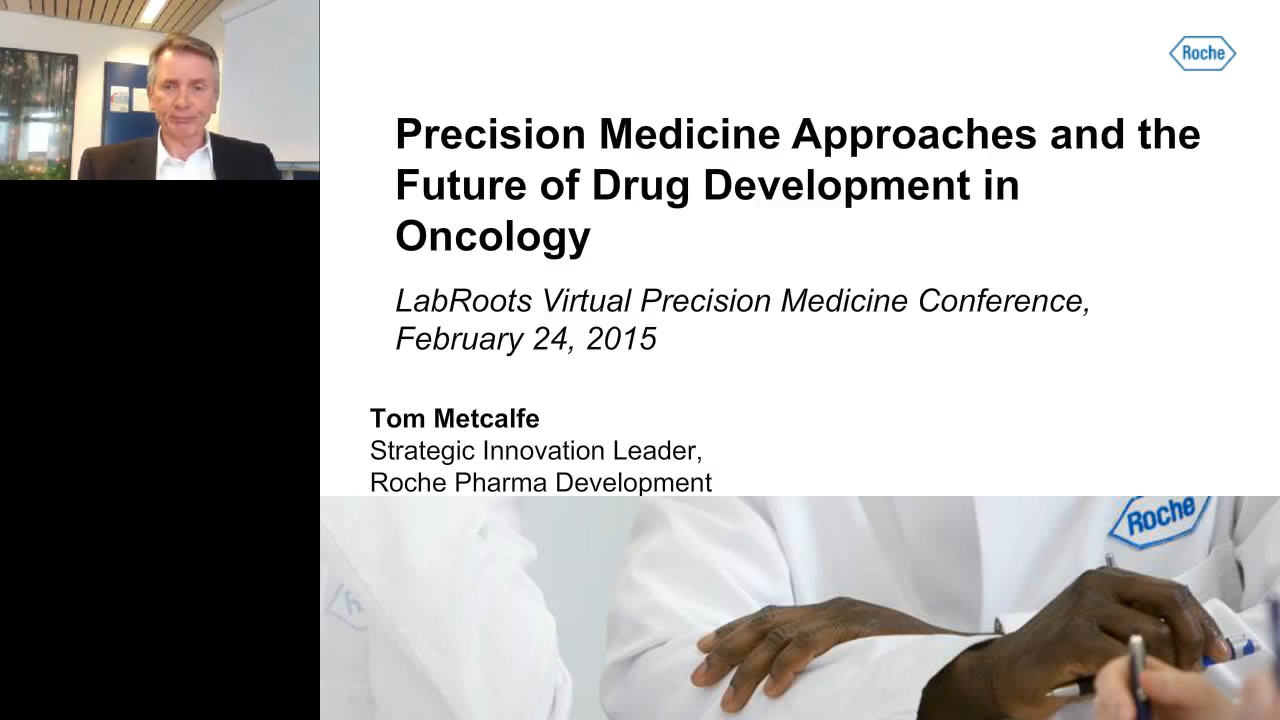 Roche
Precision Medicine Approaches and the
Future of Drug Development in
Oncology
LabRoots Virtual Precision Medicine Conference,
February 24, 2015
Tom Metcalfe
Strategic Innovation Leader,
Roche Pharma Development
Roche